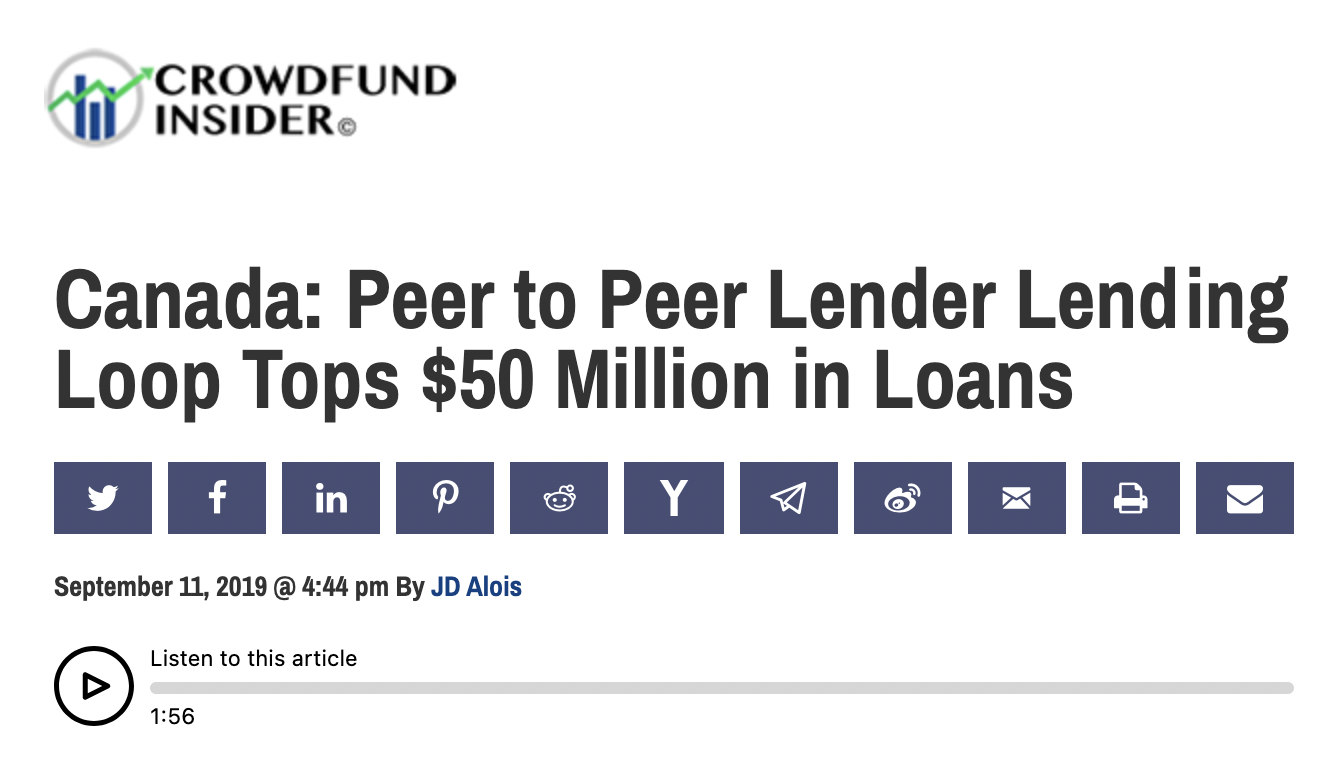 CROWDFUND
INSIDER©
Canada: Peer to Peer Lender Lending
Loop Tops $50 Million in Loans
September 11, 2019 @ 4:44 pm By JD Alois
Listen to this article
1:56